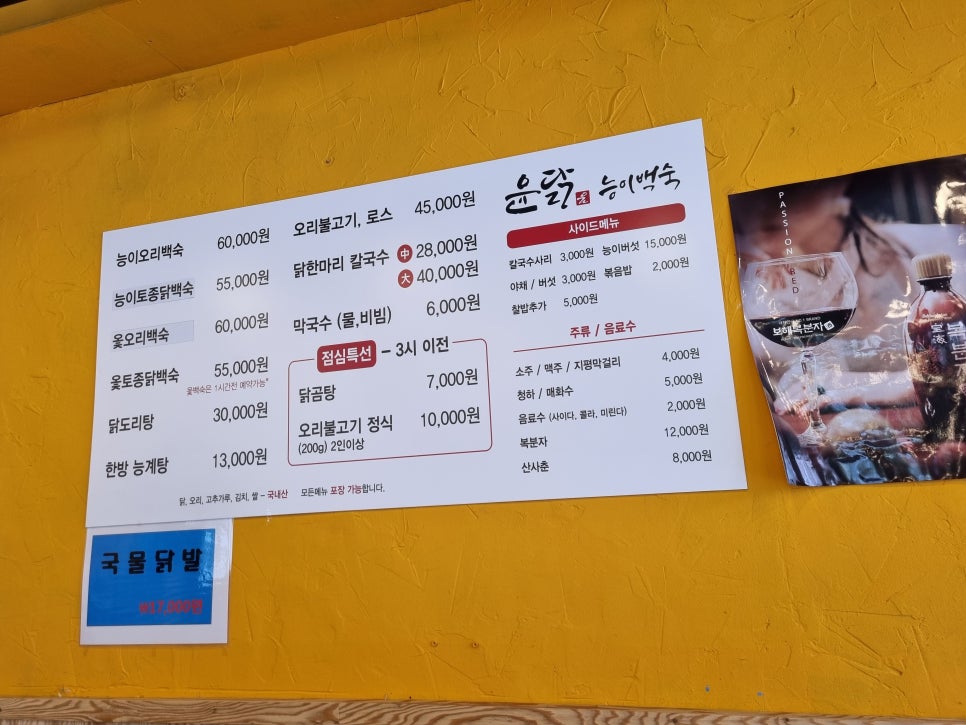 능이오리백숙 60,000원
능이토종닭백숙 55,000원
옻오리백숙 60,000원
옻토종닭백숙 55,000원
옻백숙은 1시간전 예약가능*
닭도리탕 30,000원
한방 능계탕 13,000원
오리불고기, 로스 45,000원
닭한마리 칼국수 中 28,000원
大 40,000원
막국수 (물,비빔) 6,000원
점심특선 – 3시 이전
닭곰탕 7,000원
오리불고기 정식 10,000원
(200g) 2인이상
닭, 오리, 고추가루, 김치, 쌀 – 국내산 모든메뉴 포장 가능합니다.
윤닭 능이백숙
사이드메뉴
칼국수사리 3,000원 능이버섯 15,000원
야채 / 버섯 3,000원 볶음밥 2,000원
찰밥추가 5,000원
주류 / 음료수
소주 / 맥주 / 지평막걸리 4,000원
청하 / 매화수 5,000원
음료수 (사이다, 콜라, 미린다) 2,000원
복분자 12,000원
산사춘 8,000원
국물닭발
₩17,000원
PASSION RED
보해복분자